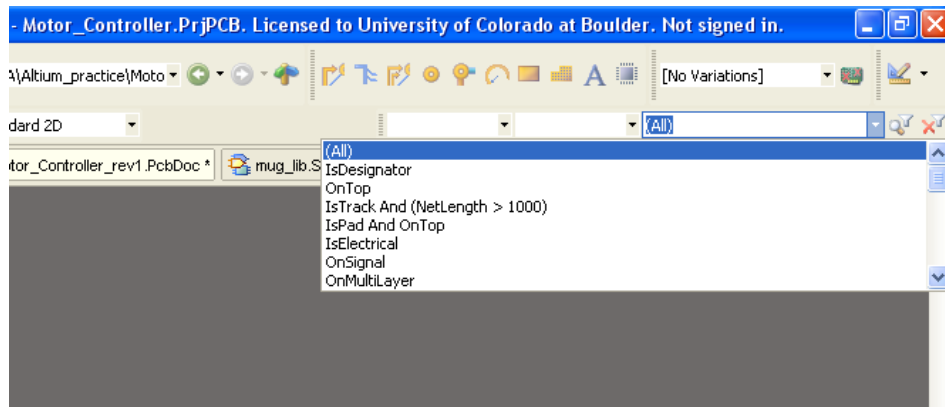 - Motor_Controller.PrjPCB. Licensed to University of Colorado at Boulder. Not signed in.
A\Altium_practice\Moto
A
[No Variations]
dard 2D
(All)
otor_Controller_rev1.PcbDoc *
mug_lib.S
(All)
IsDesignator
OnTop
IsTrack And (NetLength > 1000)
IsPad And OnTop
IsElectrical
OnSignal
OnMultiLayer